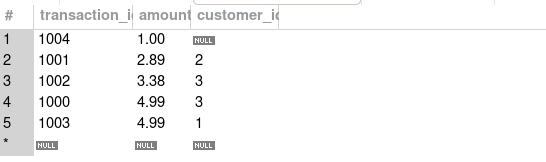 # transaction_i amount customer_i
1 1004 1.00 NULL
2 1001 2.89 2
3 1002 3.38 3
4 1000 4.99 3
5 1003 4.99 1
* NULL NULL NULL